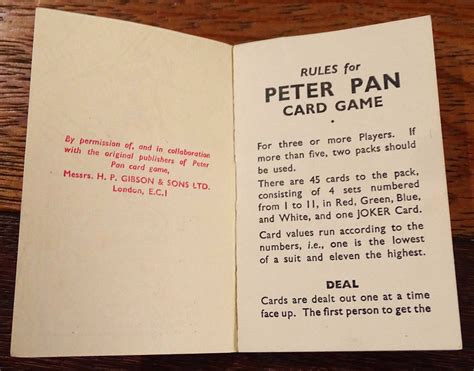 By permission of, and in collaboration
with the original publishers of Peter
Pan card game,
Messrs. H. P. GIBSON & SONS LTD.
London, E.C.1
RULES for
PETER PAN
CARD GAME
For three or more Players. If
more than five, two packs should
be used.
There are 45 cards to the pack,
consisting of 4 sets numbered
from 1 to 11, in Red, Green, Blue,
and White, and one JOKER Card.
Card values run according to the
numbers, i.e., one is the lowest
of a suit and eleven the highest.
DEAL
Cards are dealt out one at a time
face up. The first person to get the